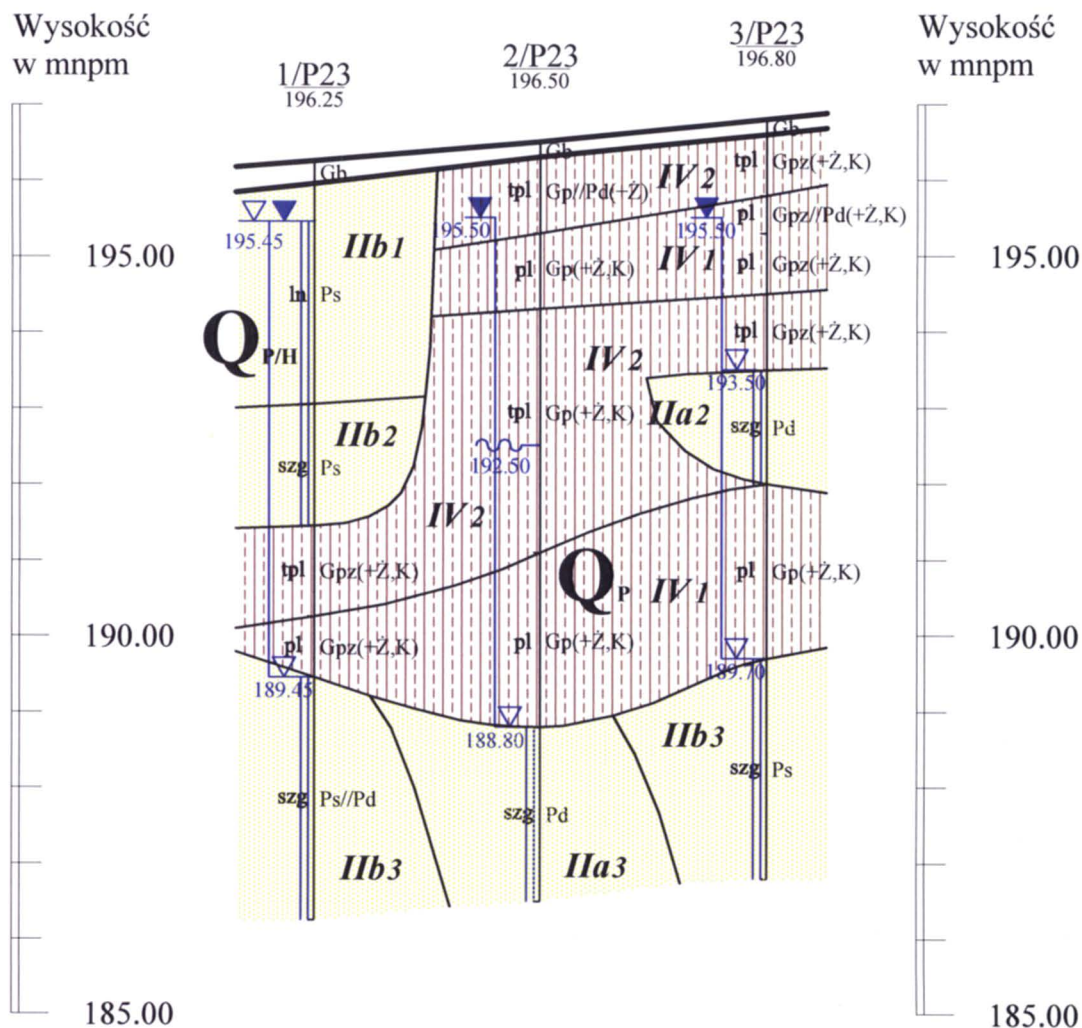 Wysokość
w mnpm
Wysokość
w mnpm
1/P23
196.25
2/P23
196.50
3/P23
196.80
Gb
Gb
Gb
tpl Gp//Pd(+Ż)
IV 2
tpl Gpz(+Ż,K)
195.45
IIb1
195.50
195.50
pl Gpz//Pd(+Ż,K)
195.00
pl Gp(+Ż,K)
IV 1
pl Gpz(+Ż,K)
195.00
ln Ps
Q P/H
IV 2
tpl Gpz(+Ż,K)
193.50
tpl Gp(+Ż,K)
IIa2
szg Pd
IIb2
szg Ps
192.50
IV 2
tpl Gpz(+Ż,K)
Q P
IV 1
pl Gp(+Ż,K)
190.00
pl Gpz(+Ż,K)
pl Gp(+Ż,K)
190.00
189.45
189.70
188.80
IIb3
szg Ps
szg Ps//Pd
szg Pd
IIb3
IIa3
185.00
185.00